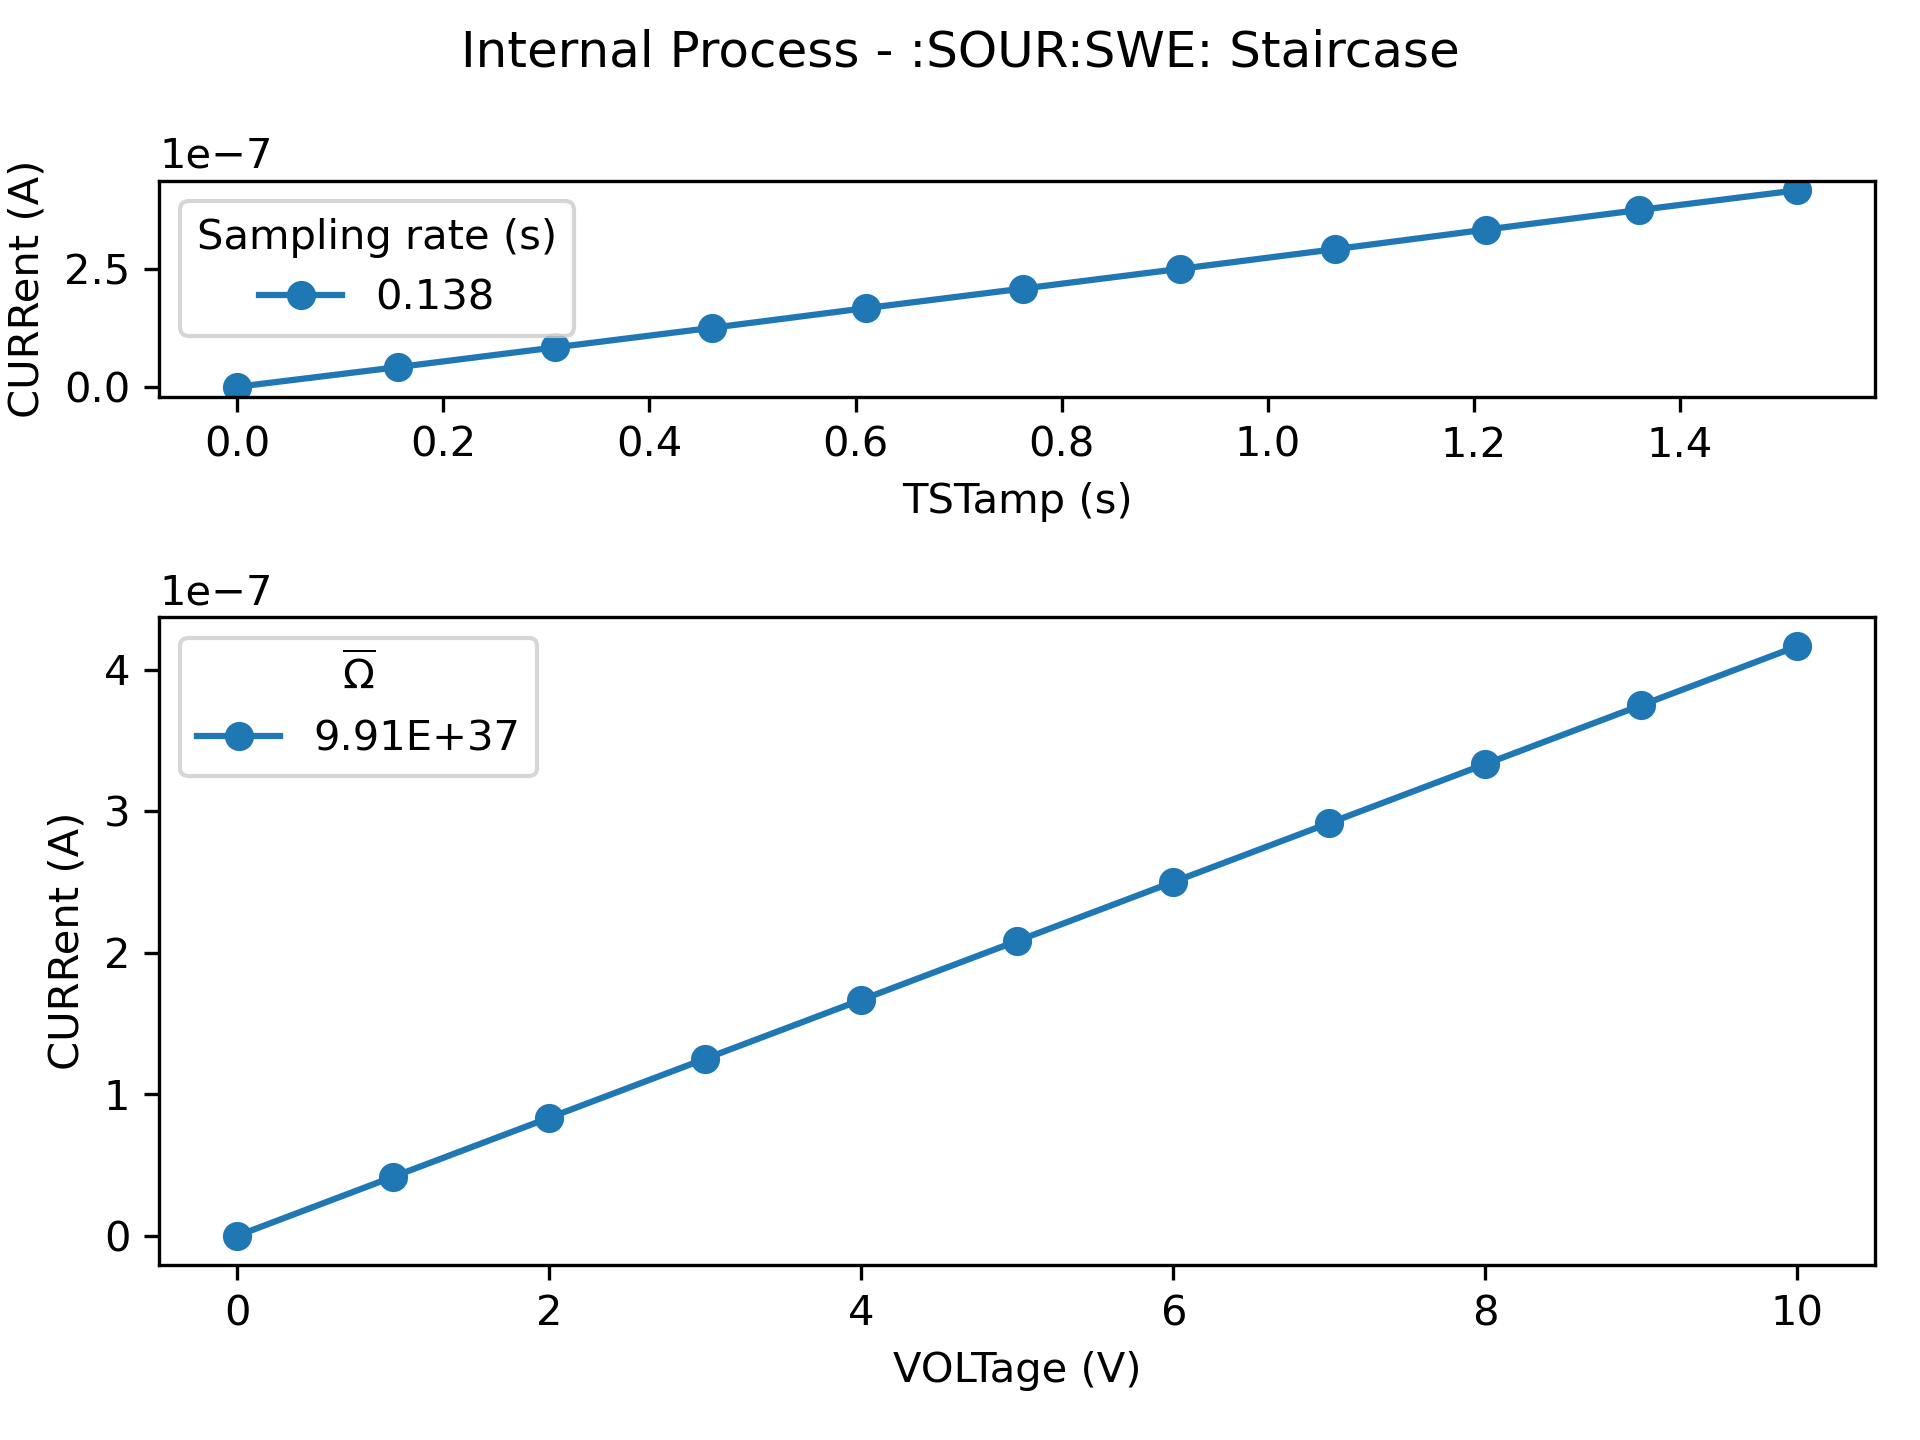 Internal Process - :SOUR:SWE: Staircase
1e−7
CURRent (A)
2.5
0.0
Sampling rate (s)
0.138
0.0 0.2 0.4 0.6 0.8 1.0 1.2 1.4
TSTamp (s)
1e−7
CURRent (A)
4
3
2
1
0
Ω̅
9.91E+37
0 2 4 6 8 10
VOLTage (V)